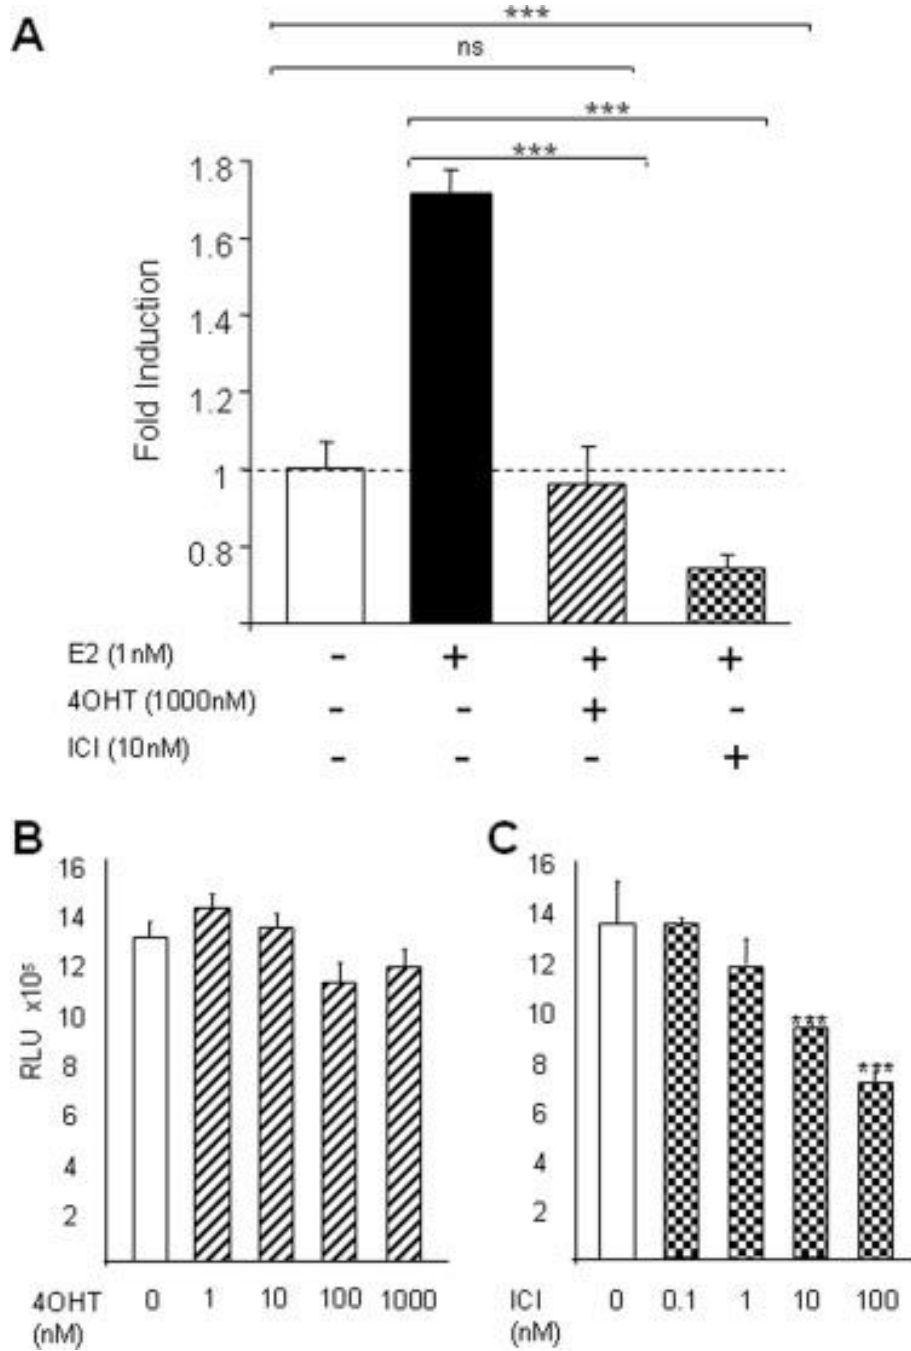 A
***
ns
***
***
1.8
1.6
1.4
1.2
1
0.8
Fold Induction
E2 (1nM) - + + +
4OHT (1000nM) - - + -
ICI (10nM) - - - +
B
16
14
12
10
8
6
4
2
RLU x10⁵
4OHT 0 1 10 100 1000
(nM)
C
16
14
12
10
8
6
4
2
***
***
ICI 0 0.1 1 10 100
(nM)